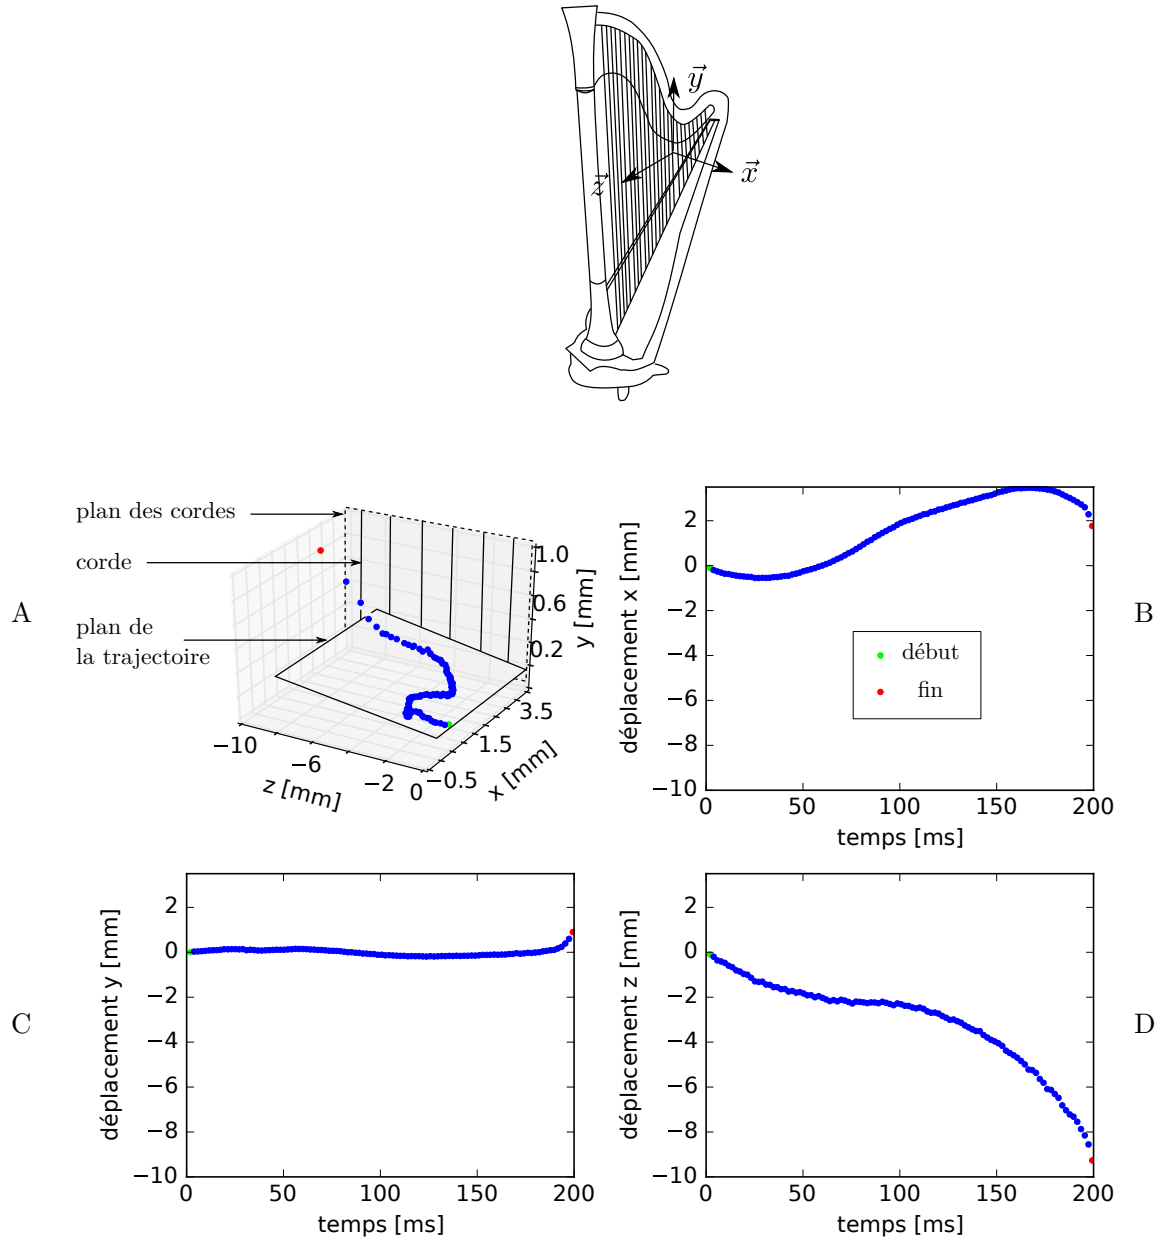 y⃗
x⃗
z⃗
plan des cordes
corde
plan de
la trajectoire
A
1.0
0.6
0.2
y [mm]
3.5
1.5
−0.5
x [mm]
−10
−6
−2
0
z [mm]
B
déplacement x [mm]
2
0
−2
−4
−6
−8
−10
début
fin
0 50 100 150 200
temps [ms]
C
déplacement y [mm]
2
0
−2
−4
−6
−8
−10
0 50 100 150 200
temps [ms]
D
déplacement z [mm]
2
0
−2
−4
−6
−8
−10
0 50 100 150 200
temps [ms]